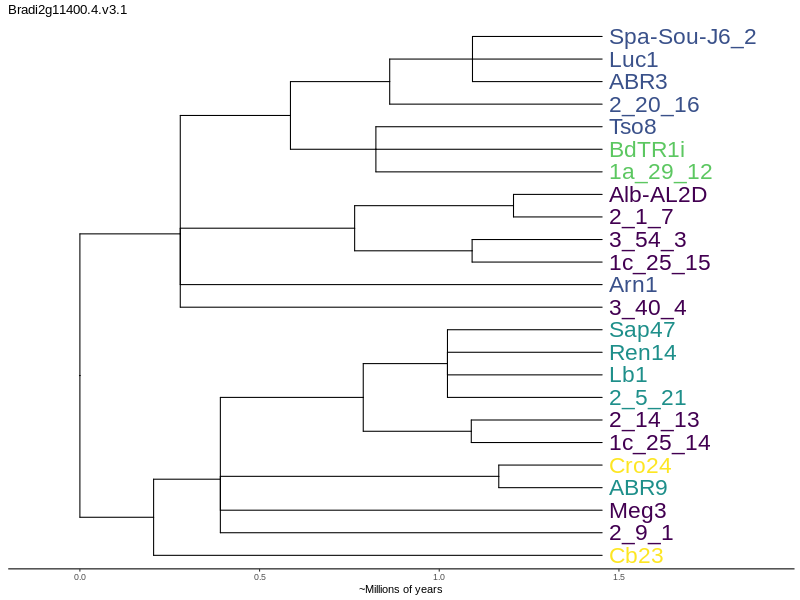 Bradi2g11400.4.v3.1
Spa-Sou-J6_2
Luc1
ABR3
2_20_16
Tso8
BdTR1i
1a_29_12
Alb-AL2D
2_1_7
3_54_3
1c_25_15
Arn1
3_40_4
Sap47
Ren14
Lb1
2_5_21
2_14_13
1c_25_14
Cro24
ABR9
Meg3
2_9_1
Cb23
0.0 0.5 1.0 1.5
~Millions of years